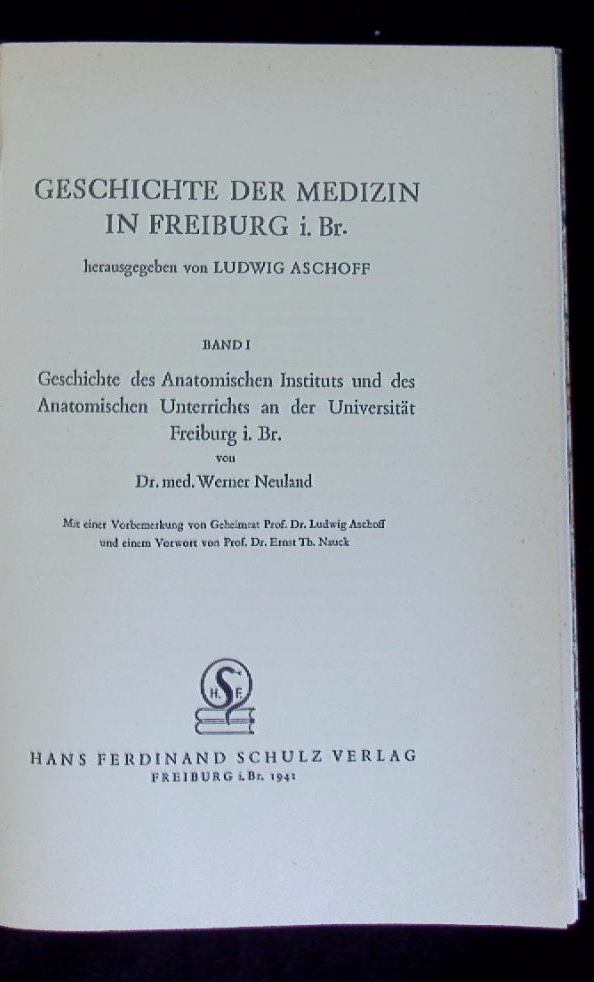 GESCHICHTE DER MEDIZIN
IN FREIBURG i. Br.
herausgegeben von LUDWIG ASCHOFF
BAND I
Geschichte des Anatomischen Instituts und des
Anatomischen Unterrichts an der Universität
Freiburg i. Br.
von
Dr. med. Werner Neuland
Mit einer Vorbemerkung von Geheimrat Prof. Dr. Ludwig Aschoff
und einem Vorwort von Prof. Dr. Ernst Th. Nauck
H. S F.
HANS FERDINAND SCHULZ VERLAG
FREIBURG i. Br. 1941